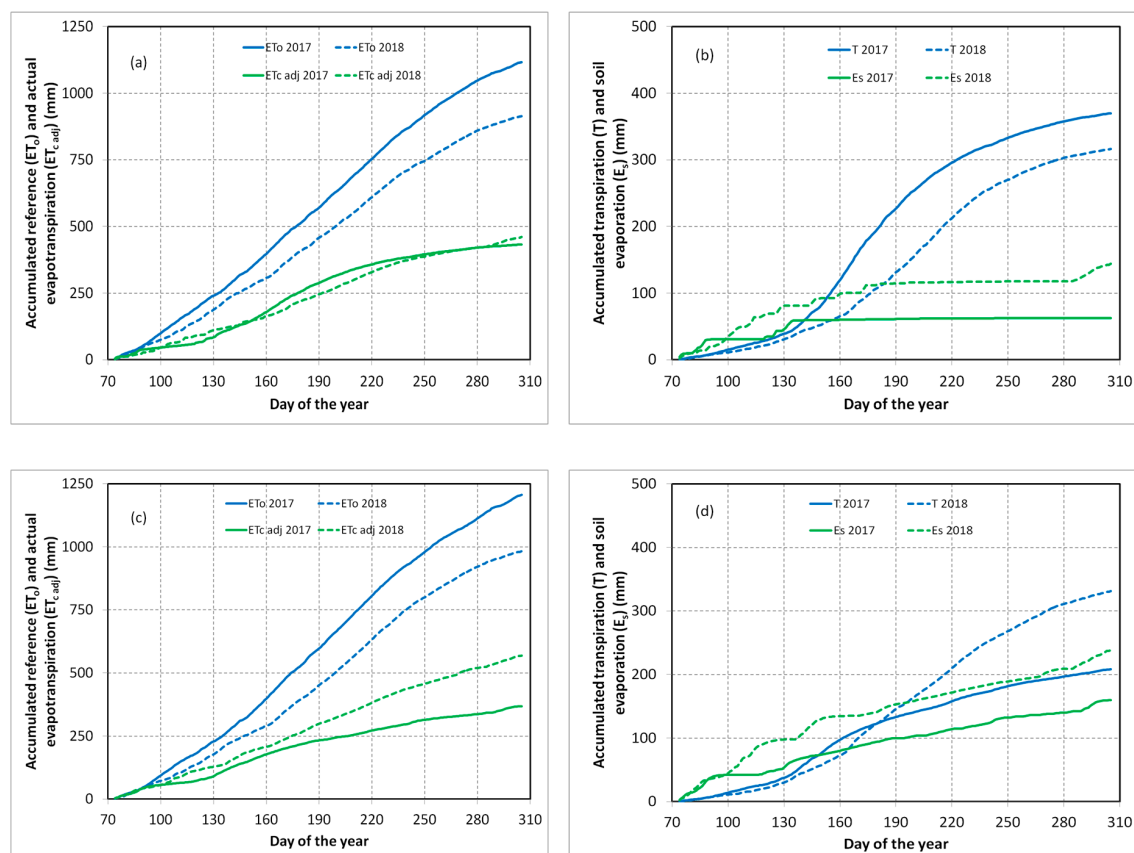 (a)
ETo 2017
ETo 2018
ETc adj 2017
ETc adj 2018
Accumulated reference (ETo) and actual
evapotranspiration (ETc adj) (mm)
1250
1000
750
500
250
0
70 100 130 160 190 220 250 280 310
Day of the year
(b)
T 2017
T 2018
Es 2017
Es 2018
Accumulated transpiration (T) and soil
evaporation (Es) (mm)
500
400
300
200
100
0
70 100 130 160 190 220 250 280 310
Day of the year
(c)
ETo 2017
ETo 2018
ETc adj 2017
ETc adj 2018
Accumulated reference (ETo) and actual
evapotranspiration (ETc adj) (mm)
1250
1000
750
500
250
0
70 100 130 160 190 220 250 280 310
Day of the year
(d)
T 2017
T 2018
Es 2017
Es 2018
Accumulated transpiration (T) and soil
evaporation (Es) (mm)
500
400
300
200
100
0
70 100 130 160 190 220 250 280 310
Day of the year